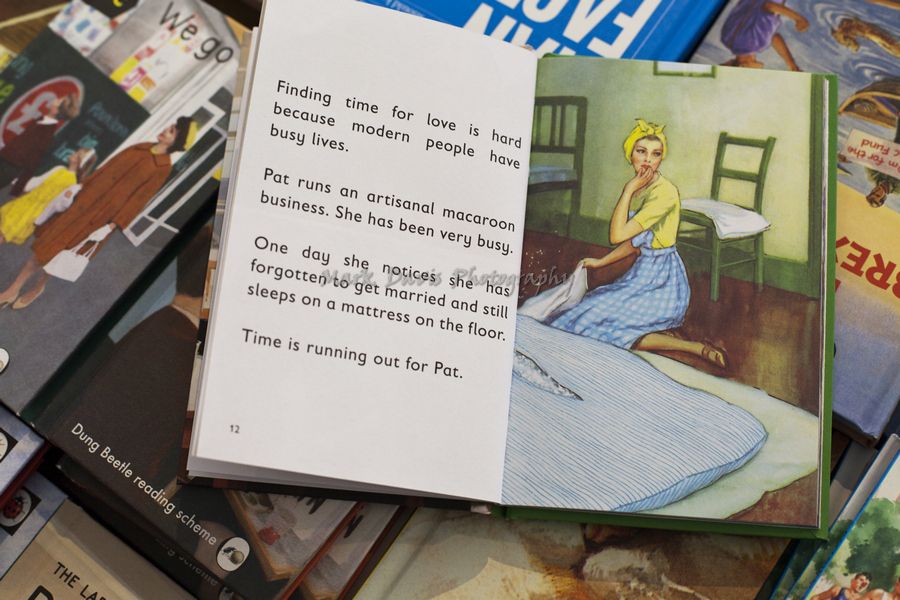 We go
Finding time for love is hard
because modern people have
busy lives.
Pat runs an artisanal macaroon
business. She has been very busy.
One day she notices she has
forgotten to get married and still
sleeps on a mattress on the floor.
Time is running out for Pat.
12
Mark Davis Photography
Dung Beetle reading scheme
THE LA